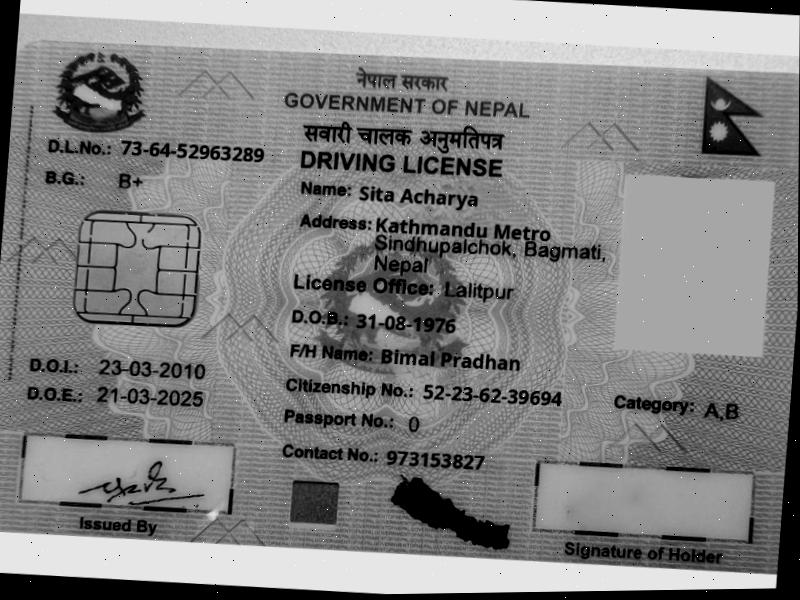 नेपाल सरकार
GOVERNMENT OF NEPAL
सवारी चालक अनुमतिपत्र
DRIVING LICENSE
D.L.No.: 73-64-52963289
B.G.: B+
Name: Sita Acharya
Address: Kathmandu Metro
Sindhupalchok, Bagmati,
Nepal
License Office: Lalitpur
D.O.B.: 31-08-1976
F/H Name: Bimal Pradhan
D.O.I.: 23-03-2010
D.O.E.: 21-03-2025
Citizenship No.: 52-23-62-39694
Category: A,B
Passport No.: 0
Contact No.: 973153827
Issued By
Signature of Holder